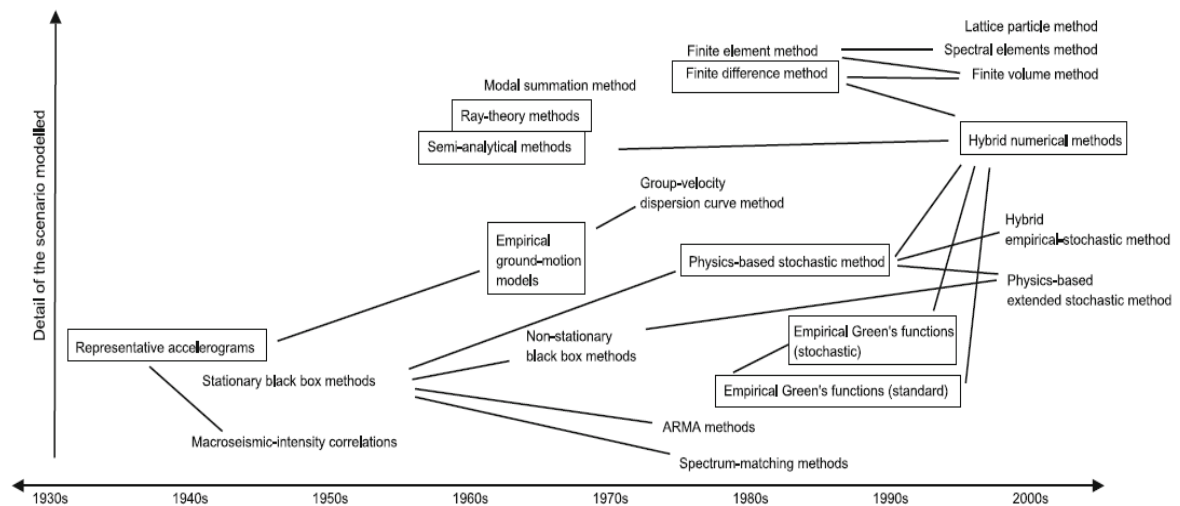 Detail of the scenario modelled
Lattice particle method
Finite element method
Spectral elements method
Finite difference method
Finite volume method
Modal summation method
Ray-theory methods
Semi-analytical methods
Hybrid numerical methods
Group-velocity
dispersion curve method
Empirical
ground-motion
models
Physics-based stochastic method
Hybrid
empirical-stochastic method
Physics-based
extended stochastic method
Representative accelerograms
Non-stationary
black box methods
Empirical Green's functions
(stochastic)
Stationary black box methods
Empirical Green's functions (standard)
Macroseismic-intensity correlations
ARMA methods
Spectrum-matching methods
1930s 1940s 1950s 1960s 1970s 1980s 1990s 2000s